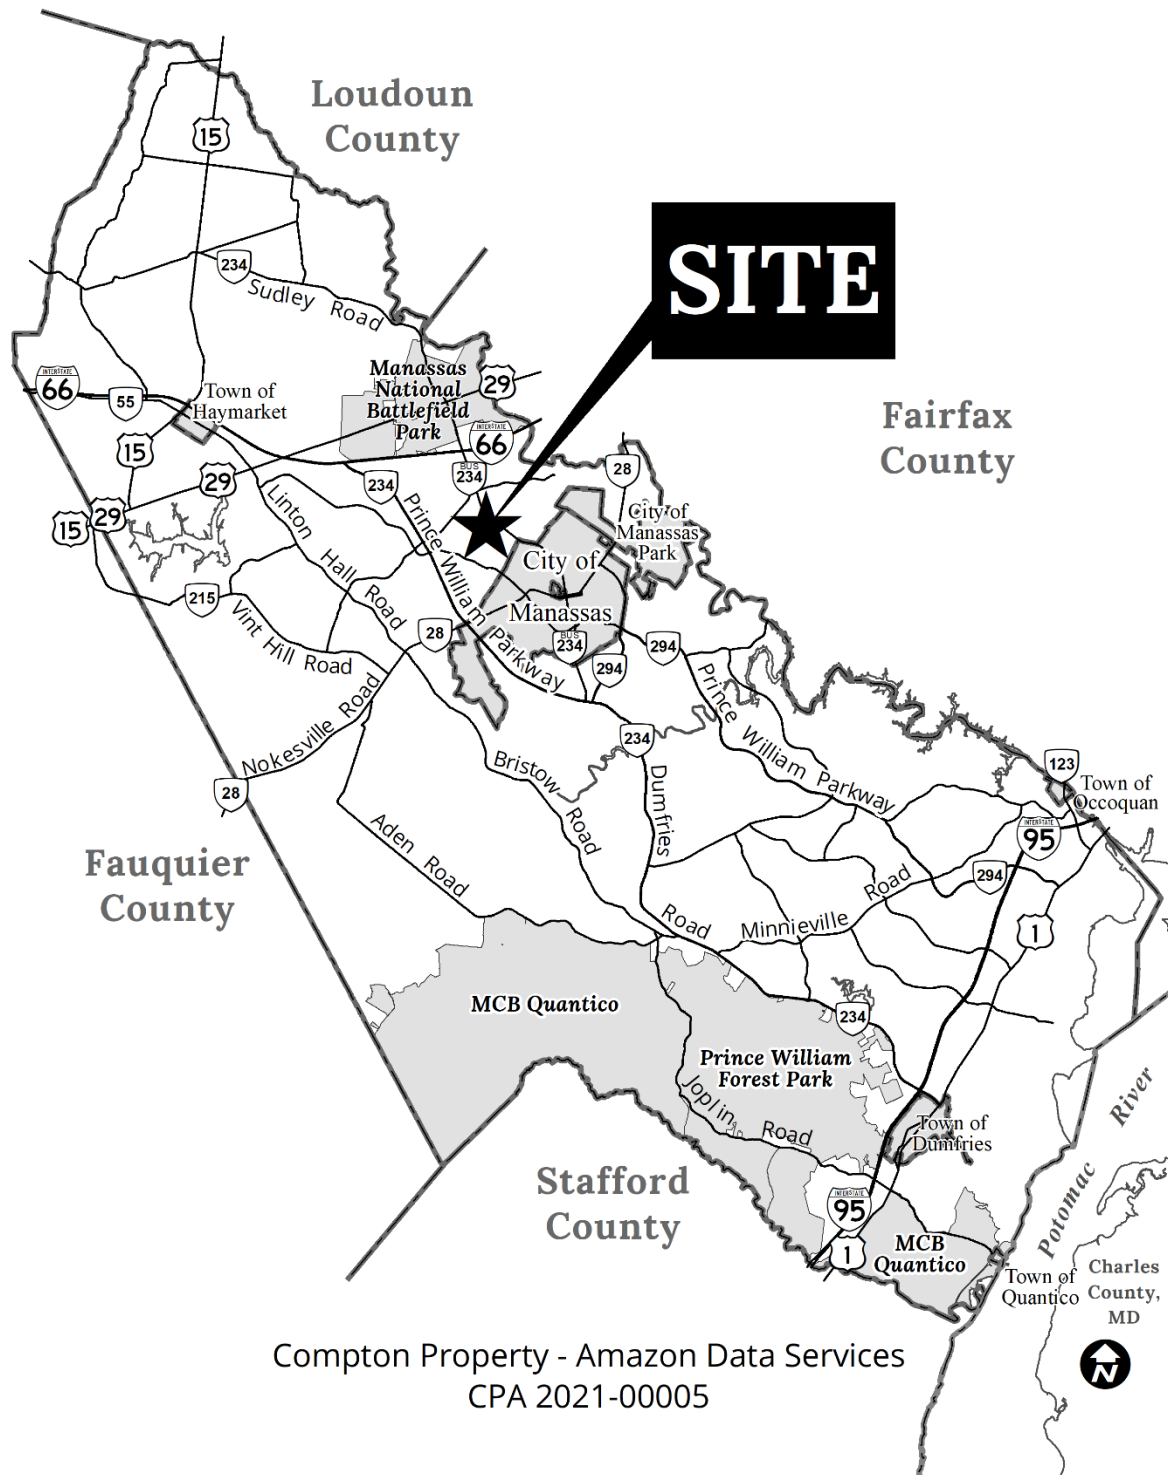 Loudoun
County
15
SITE
234
Sudley Road
Manassas
National
Battlefield
Park
29
INTERSTATE
66
55
Town of
Haymarket
Fairfax
County
INTERSTATE
66
15
29
234
BUS
234
28
City of
Manassas
Park
15
29
Linton Hall Road
Prince William Parkway
City of
Manassas
215
Vint Hill Road
28
BUS
234
294
294
Prince William Parkway
Nokesville Road
28
234
Bristow Road
Dumfries Road
123
Town of
Occoquan
INTERSTATE
95
294
Aden Road
Minnieville Road
1
Fauquier
County
MCB Quantico
234
Prince William
Forest Park
Joplin Road
Town of
Dumfries
Potomac River
Stafford
County
INTERSTATE
95
1
MCB
Quantico
Town of
Quantico
Charles
County,
MD
N
Compton Property - Amazon Data Services
CPA 2021-00005